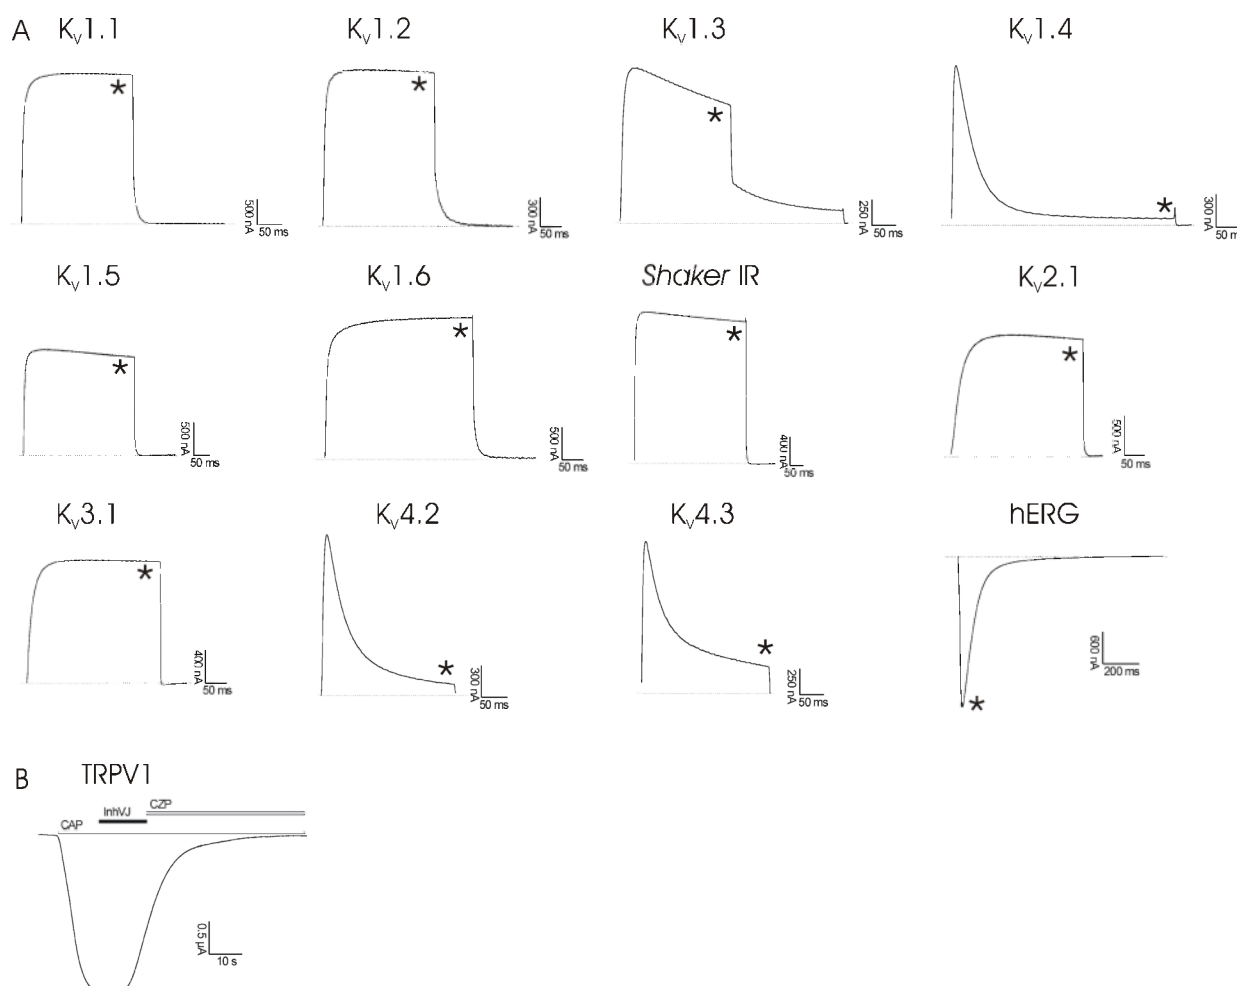 A
Kv1.1
Kv1.2
Kv1.3
Kv1.4
*
*
*
*
500 nA
50 ms
300 nA
50 ms
250 nA
50 ms
300 nA
50 m
Kv1.5
Kv1.6
Shaker IR
Kv2.1
*
*
*
*
500 nA
50 ms
500 nA
50 ms
400 nA
50 ms
500 nA
50 ms
Kv3.1
Kv4.2
Kv4.3
hERG
*
*
*
*
400 nA
50 ms
300 nA
50 ms
250 nA
50 ms
600 nA
200 ms
B
TRPV1
CZP
InhVJ
CAP
0.5 µA
10 s